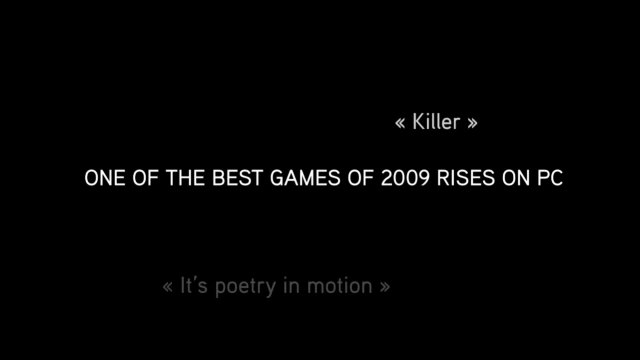 « Killer »
ONE OF THE BEST GAMES OF 2009 RISES ON PC
« It's poetry in motion »